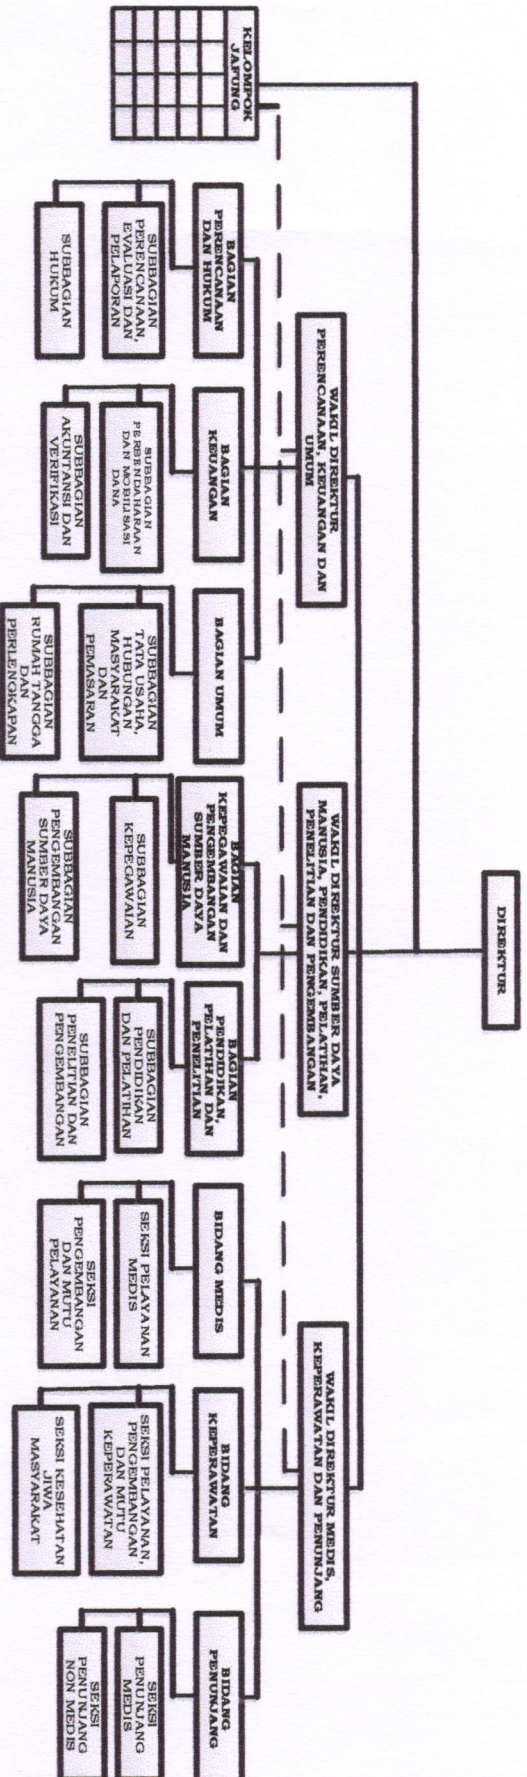 DIREKTUR
WAKIL DIREKTUR
PERENCANAAN, KEUANGAN DAN
UMUM
WAKIL DIREKTUR SUMBER DAYA
MANUSIA, PENDIDIKAN, PELATIHAN,
PENELITIAN DAN PENGEMBANGAN
WAKIL DIREKTUR MEDIS,
KEPERAWATAN DAN PENUNJANG
KELOMPOK
JAFUNG
BAGIAN
PERENCANAAN
DAN HUKUM
BAGIAN
KEUANGAN
BAGIAN UMUM
BAGIAN
KEPEGAWAIAN DAN
PENGEMBANGAN
SUMBER DAYA
MANUSIA
BAGIAN
PENDIDIKAN,
PELATIHAN DAN
PENELITIAN
BIDANG MEDIS
BIDANG
KEPERAWATAN
BIDANG
PENUNJANG
SUBBAGIAN
PERENCANAAN,
EVALUASI DAN
PELAPORAN
SUBBAGIAN
PERBENDAHARAAN
DAN MOBILISASI
DANA
SUBBAGIAN
TATA USAHA,
HUBUNGAN
MASYARAKAT
DAN
PEMASARAN
SUBBAGIAN
KEPEGAWAIAN
SUBBAGIAN
PENDIDIKAN
DAN PELATIHAN
SEKSI PELAYANAN
MEDIS
SEKSI PELAYANAN,
PENGEMBANGAN
DAN MUTU
KEPERAWATAN
SEKSI
PENUNJANG
MEDIS
SUBBAGIAN
HUKUM
SUBBAGIAN
AKUNTANSI DAN
VERIFIKASI
SUBBAGIAN
RUMAH TANGGA
DAN
PERLENGKAPAN
SUBBAGIAN
PENGEMBANGAN
SUMBER DAYA
MANUSIA
SUBBAGIAN
PENELITIAN DAN
PENGEMBANGAN
SEKSI
PENGEMBANGAN
DAN MUTU
PELAYANAN
SEKSI KESEHATAN
JIWA
MASYARAKAT
SEKSI
PENUNJANG
NON MEDIS